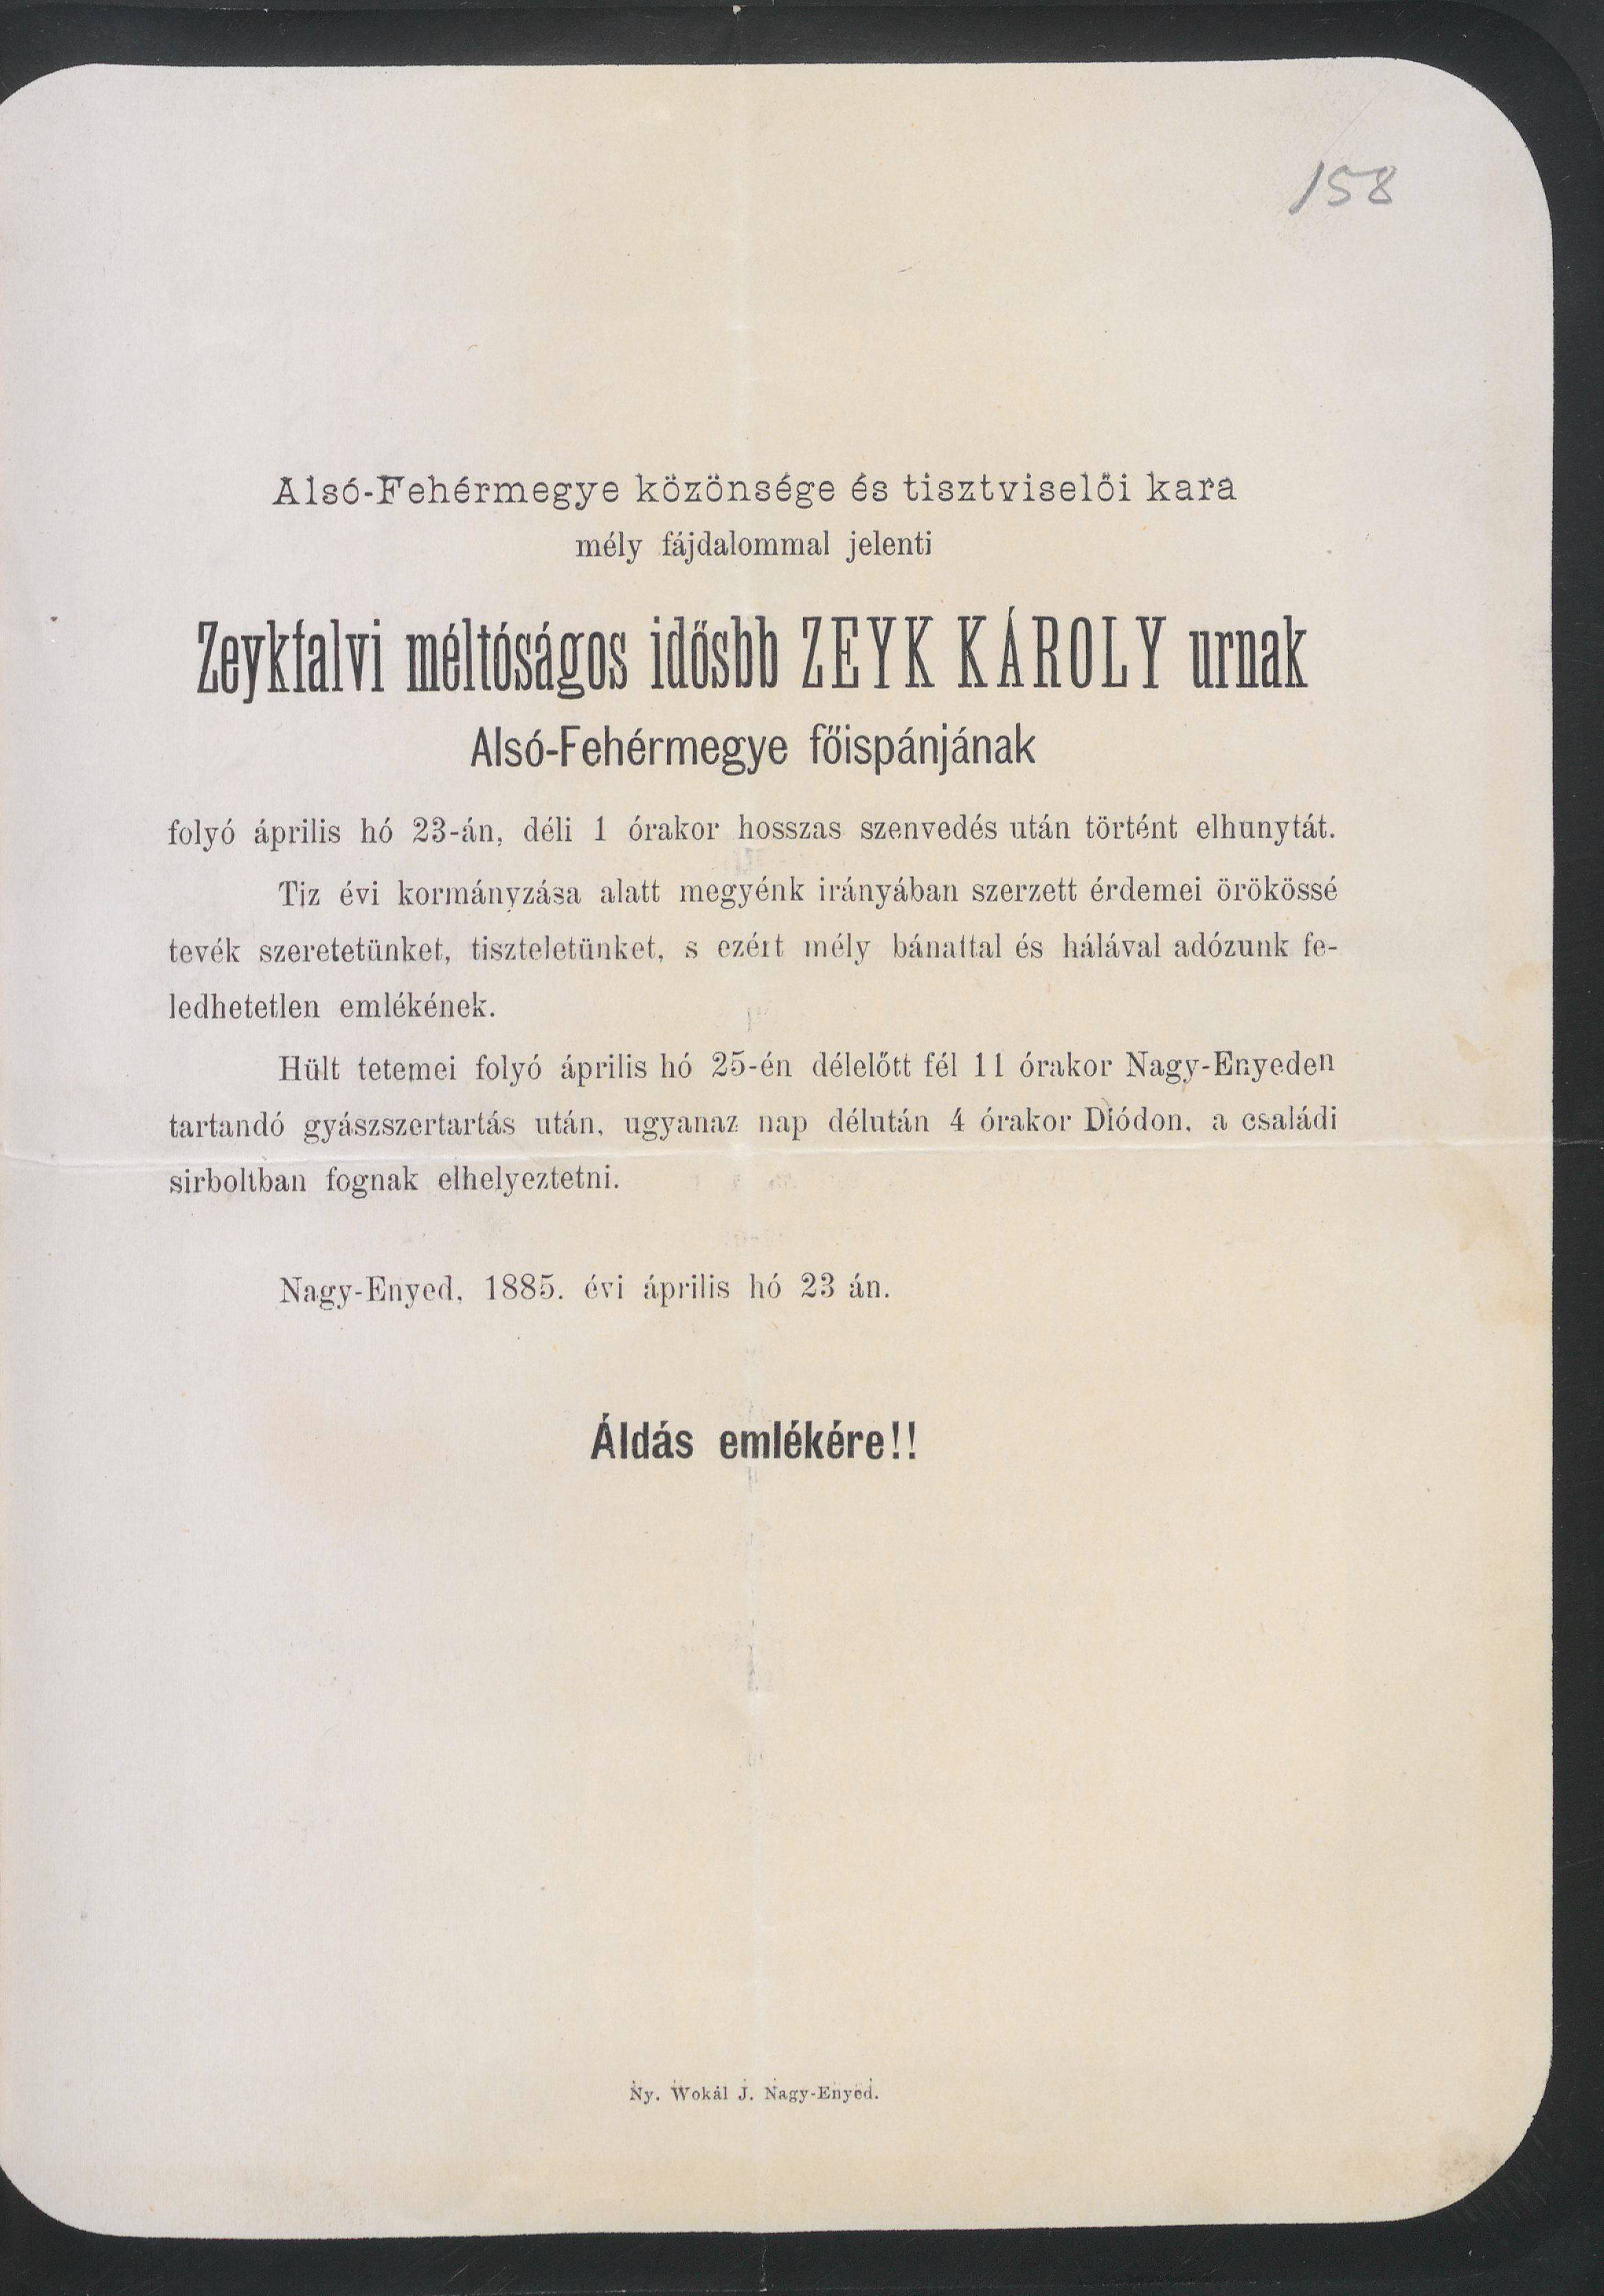 158
Alsó-Fehérmegye közönsége és tisztviselői kara
mély fájdalommal jelenti
Zeykfalvi méltóságos idősbb ZEYK KÁROLY urnak
Alsó-Fehérmegye főispánjának
folyó április hó 23-án, déli 1 órakor hosszas szenvedés után történt elhunytát.
Tiz évi kormányzása alatt megyénk irányában szerzett érdemei örökössé
tevék szeretetünket, tiszteletünket, s ezért mély bánattal és hálával adózunk fe-
ledhetetlen emlékének.
Hült tetemei folyó április hó 25-én délelőtt fél 11 órakor Nagy-Enyeden
tartandó gyászszertartás után, ugyanaz nap délután 4 órakor Diódon, a családi
sirboltban fognak elhelyeztetni.
Nagy-Enyed, 1885. évi április hó 23 án.
Áldás emlékére!!
Ny. Wokál J. Nagy-Enyed.